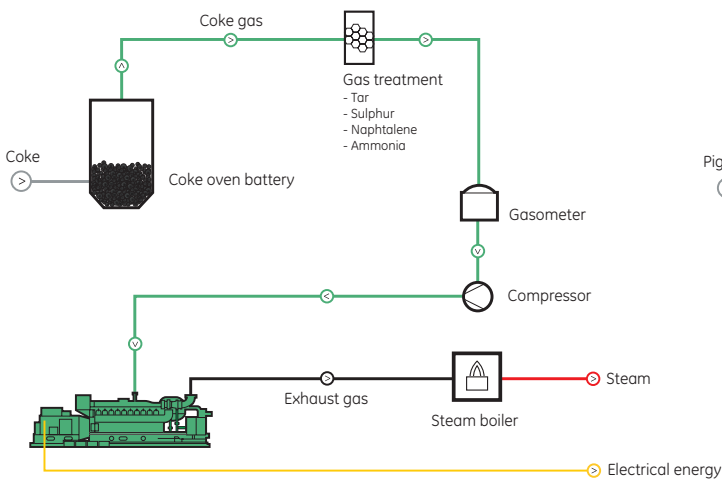 Coke gas
Gas treatment
- Tar
- Sulphur
- Naphtalene
- Ammonia
Coke
Coke oven battery
Pig
Gasometer
Compressor
Exhaust gas
Steam boiler
Steam
Electrical energy